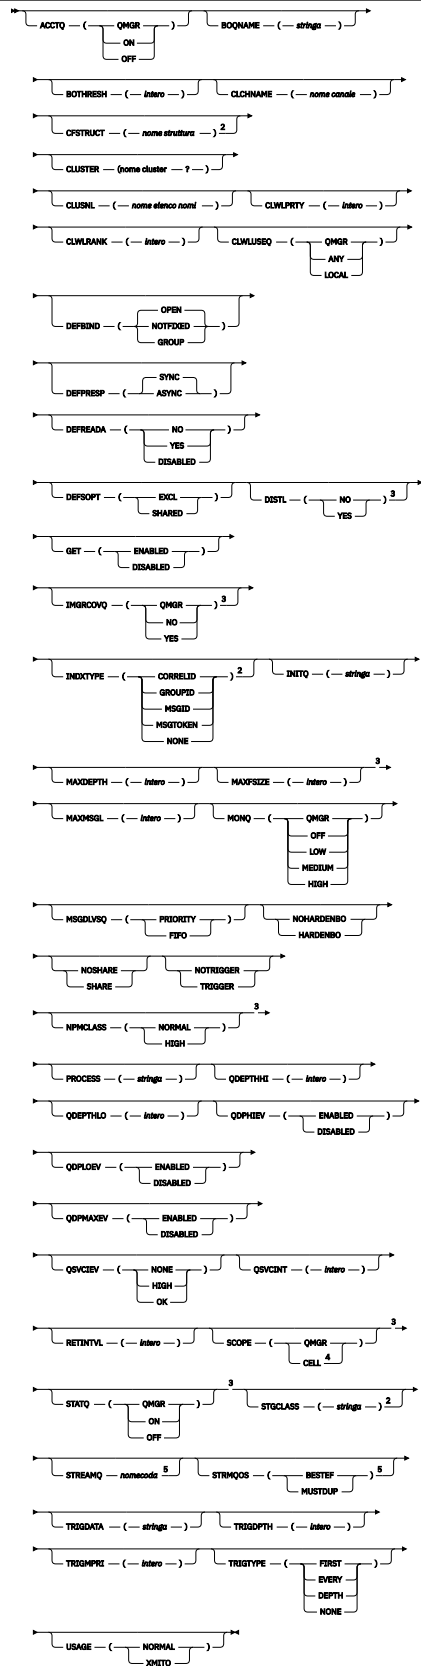 ACCTQ ( QMGR ) BOQNAME ( stringa )
ON
OFF
BOTHRESH ( intero ) CLCHNAME ( nome canale )
CFSTRUCT ( nome struttura ) 2
CLUSTER (nome cluster ? )
CLUSNL ( nome elenco nomi ) CLWLPRTY ( intero )
CLWLRANK ( intero ) CLWLUSEQ ( QMGR )
ANY
LOCAL
OPEN
DEFBIND ( NOTFIXED )
GROUP
SYNC
DEFPRESP ( ASYNC )
DEFREADA ( NO )
YES
DISABLED
DEFSOPT ( EXCL ) DISTL ( NO ) 3
SHARED YES
GET ( ENABLED )
DISABLED
IMGRCOVQ ( QMGR ) 3
NO
YES
INDXTYPE ( CORRELID ) 2 INITQ ( stringa )
GROUPID
MSGID
MSGTOKEN
NONE
MAXDEPTH ( intero ) MAXFSIZE ( intero ) 3
MAXMSGL ( intero ) MONQ ( QMGR )
OFF
LOW
MEDIUM
HIGH
MSGDLVSQ ( PRIORITY ) NOHARDENBO
FIFO HARDENBO
NOSHARE NOTRIGGER
SHARE TRIGGER
NPMCLASS ( NORMAL ) 3
HIGH
PROCESS ( stringa ) QDEPTHHI ( intero )
QDEPTHLO ( intero ) QDPHIEV ( ENABLED )
DISABLED
QDPLOEV ( ENABLED )
DISABLED
QDPMAXEV ( ENABLED )
DISABLED
QSVCIEV ( NONE ) QSVCINT ( intero )
HIGH
OK
RETINTVL ( intero ) SCOPE ( QMGR ) 3
CELL 4
STATQ ( QMGR ) 3 STGCLASS ( stringa ) 2
ON
OFF
STREAMQ nomecoda 5 STRMQOS ( BESTEF ) 5
MUSTDUP
TRIGDATA ( stringa ) TRIGDPTH ( intero )
TRIGMPRI ( intero ) TRIGTYPE ( FIRST )
EVERY
DEPTH
NONE
USAGE ( NORMAL )
XMITQ